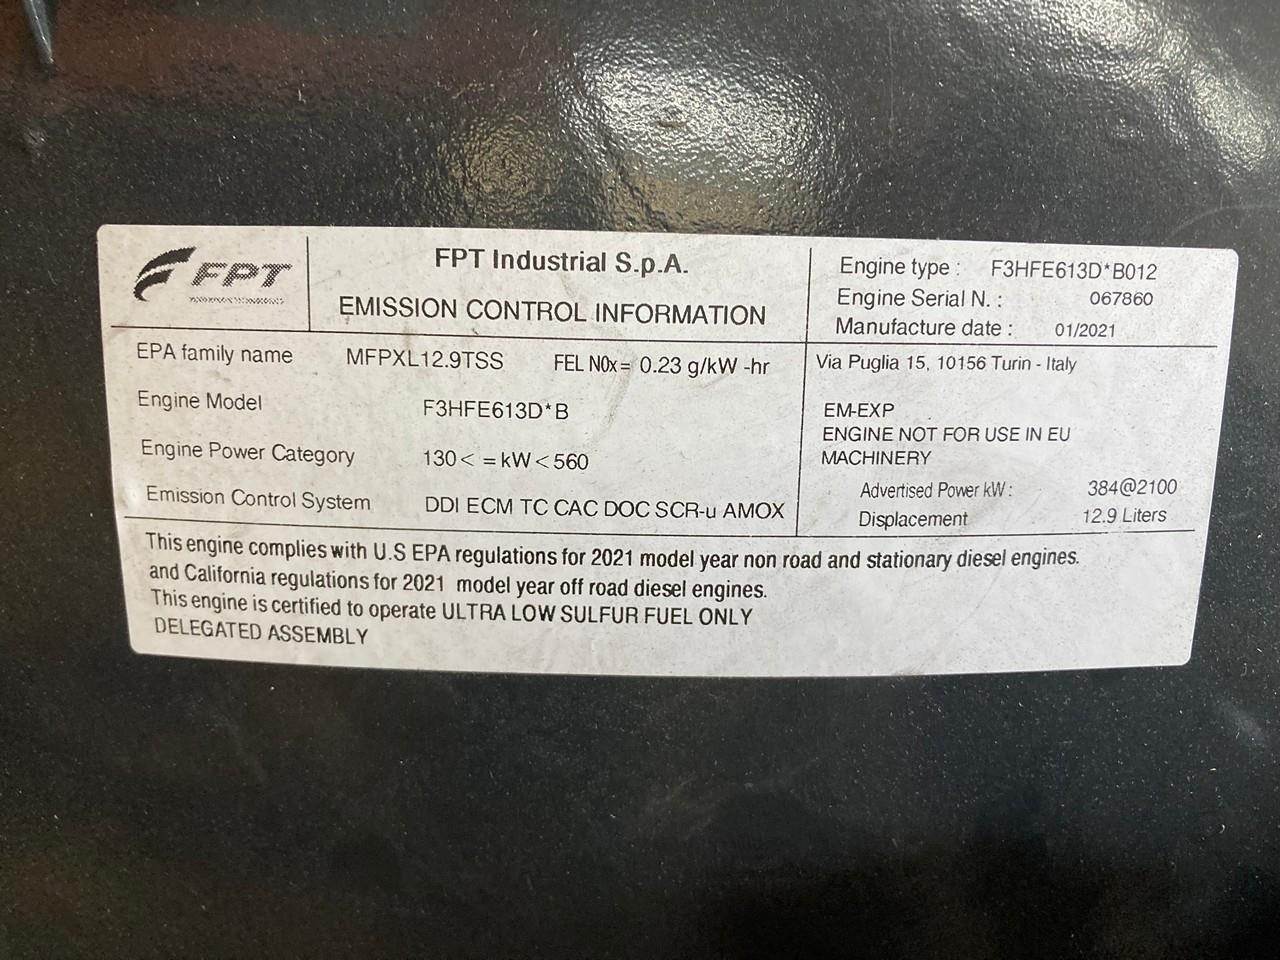 FPT
FPT Industrial S.p.A.
EMISSION CONTROL INFORMATION
Engine type : F3HFE613D*B012
Engine Serial N. : 067860
Manufacture date : 01/2021
EPA family name MFPXL12.9TSS FEL N0x= 0.23 g/kW -hr
Engine Model F3HFE613D*B
Engine Power Category 130< =kW<560
Emission Control System DDI ECM TC CAC DOC SCR-u AMOX
Via Puglia 15, 10156 Turin - Italy
EM-EXP
ENGINE NOT FOR USE IN EU
MACHINERY
Advertised Power kW : 384@2100
Displacement 12.9 Liters
This engine complies with U.S EPA regulations for 2021 model year non road and stationary diesel engines.
and California regulations for 2021 model year off road diesel engines.
This engine is certified to operate ULTRA LOW SULFUR FUEL ONLY
DELEGATED ASSEMBLY